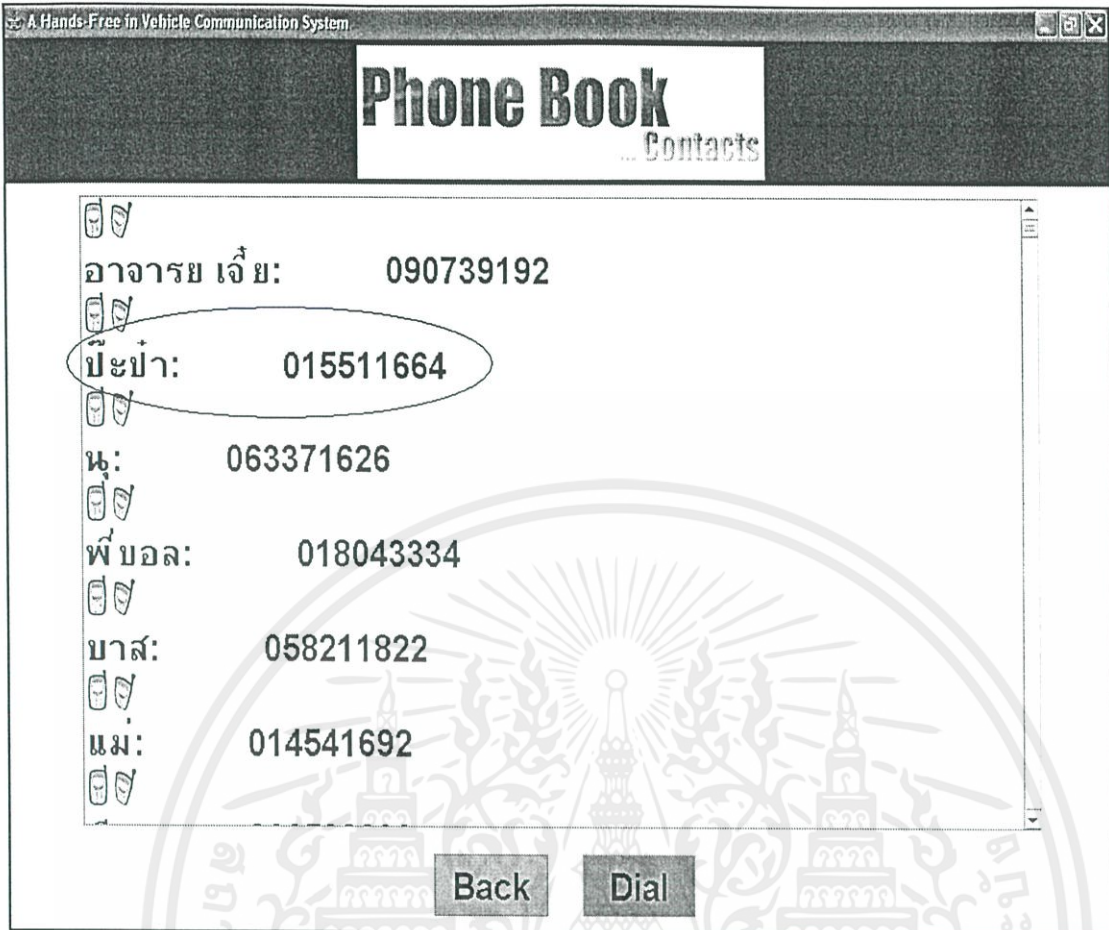 A Hands-Free in Vehicle Communication System
Phone Book
... Contacts
อาจารย เจี๋ย: 090739192
ป๊ะป๋า: 015511664
นุ: 063371626
พี่บอล: 018043334
บาส: 058211822
แม่: 014541692
Back Dial